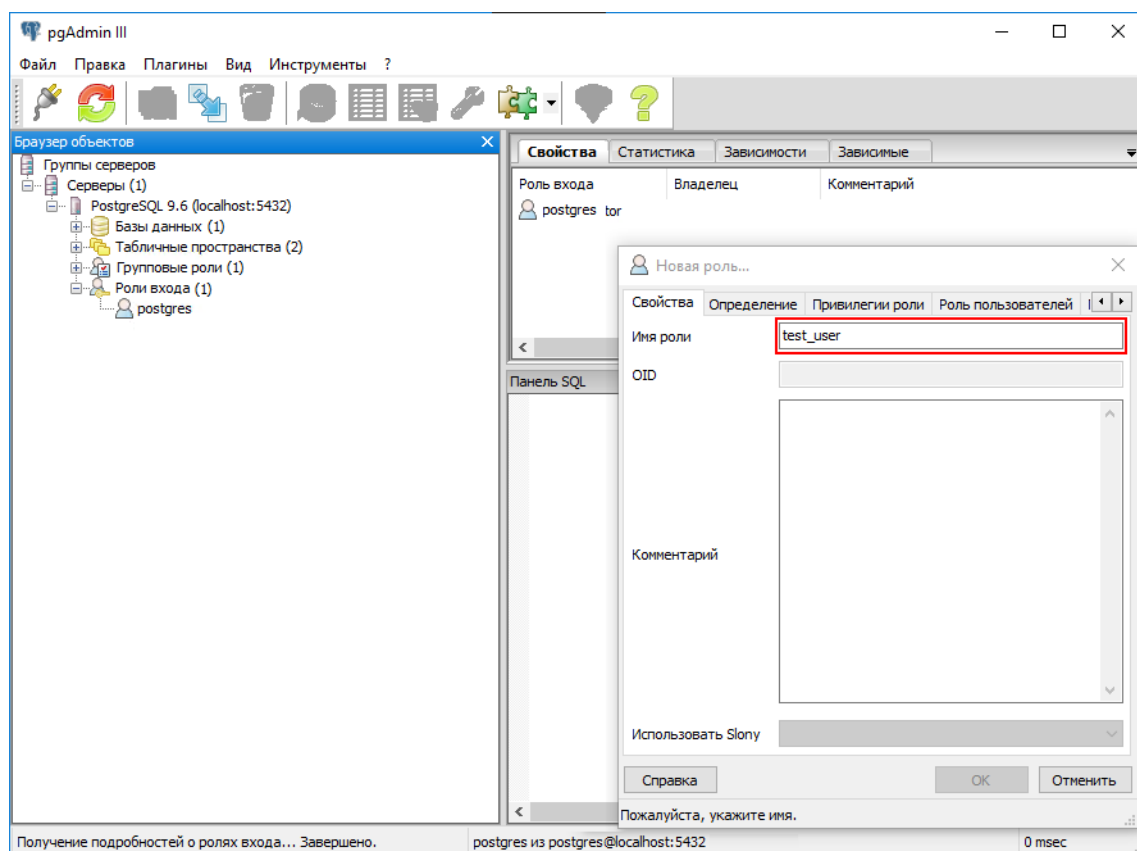 pgAdmin III
Файл Правка Плагины Вид Инструменты ?
Браузер объектов
Группы серверов
Серверы (1)
PostgreSQL 9.6 (localhost:5432)
Базы данных (1)
Табличные пространства (2)
Групповые роли (1)
Роли входа (1)
postgres
Свойства Статистика Зависимости Зависимые
Роль входа Владелец Комментарий
postgres tor
Панель SQL
Новая роль...
Свойства Определение Привилегии роли Роль пользователей
Имя роли test_user
OID
Комментарий
Использовать Slony
Справка OK Отменить
Пожалуйста, укажите имя.
Получение подробностей о ролях входа... Завершено. postgres из postgres@localhost:5432 0 msec